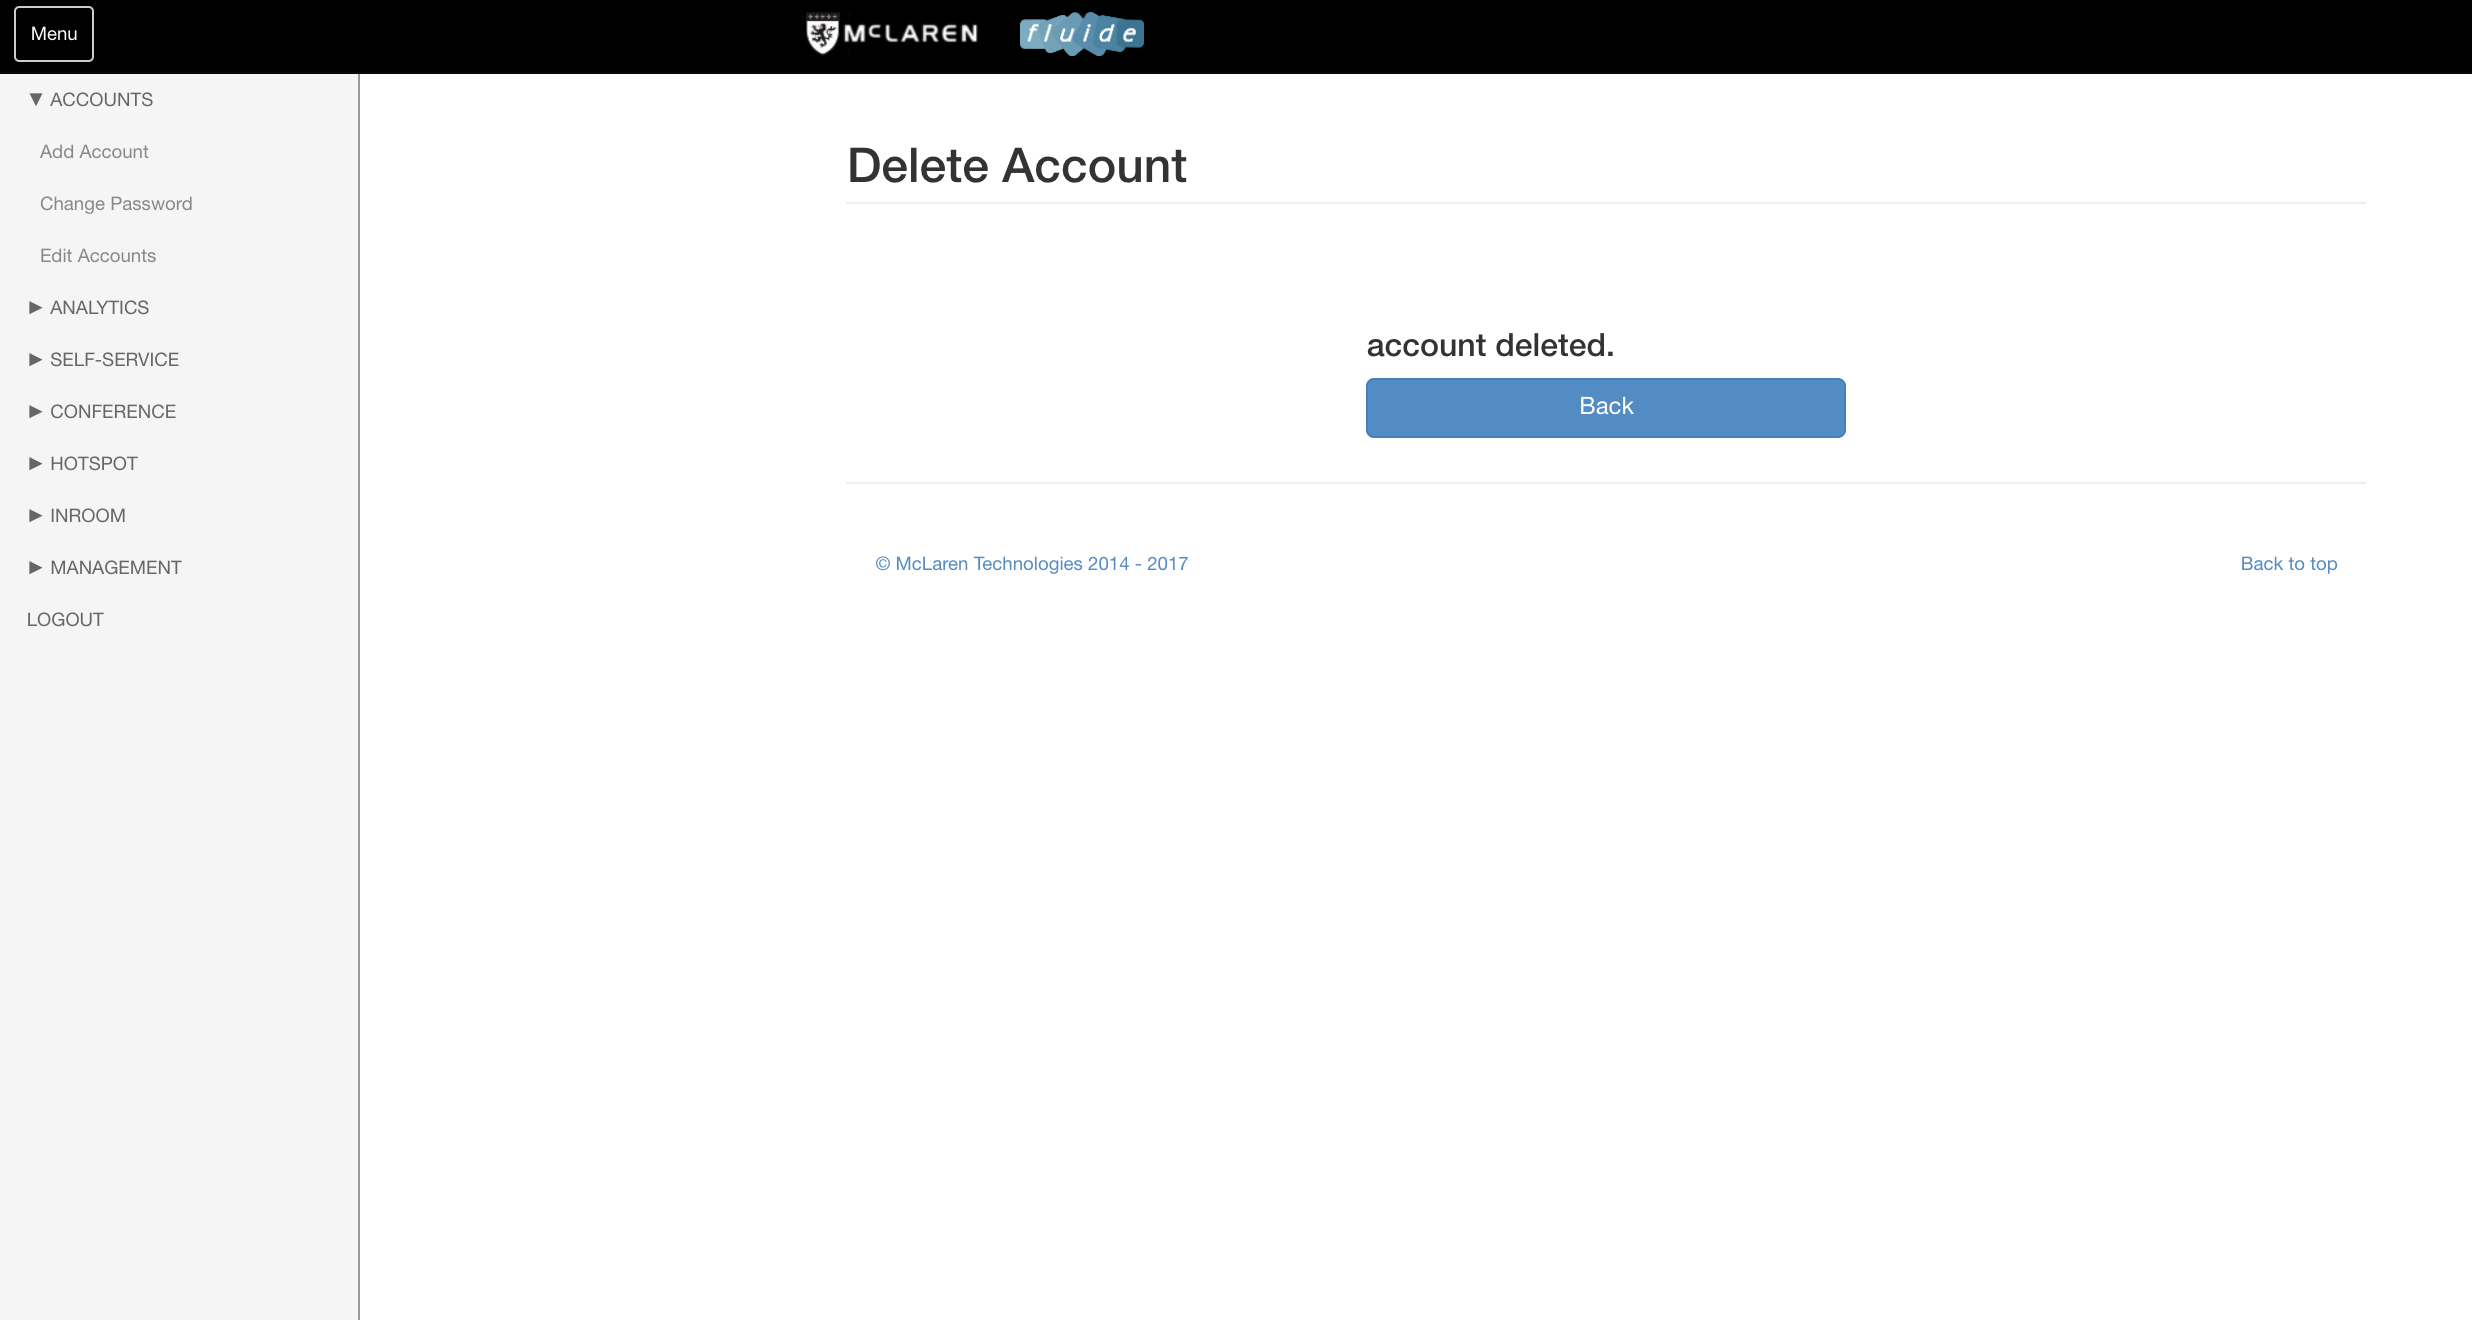 Menu
McLAREN
fluide
▼ ACCOUNTS
Add Account
Change Password
Edit Accounts
► ANALYTICS
► SELF-SERVICE
► CONFERENCE
► HOTSPOT
► INROOM
► MANAGEMENT
LOGOUT
Delete Account
account deleted.
Back
© McLaren Technologies 2014 - 2017
Back to top